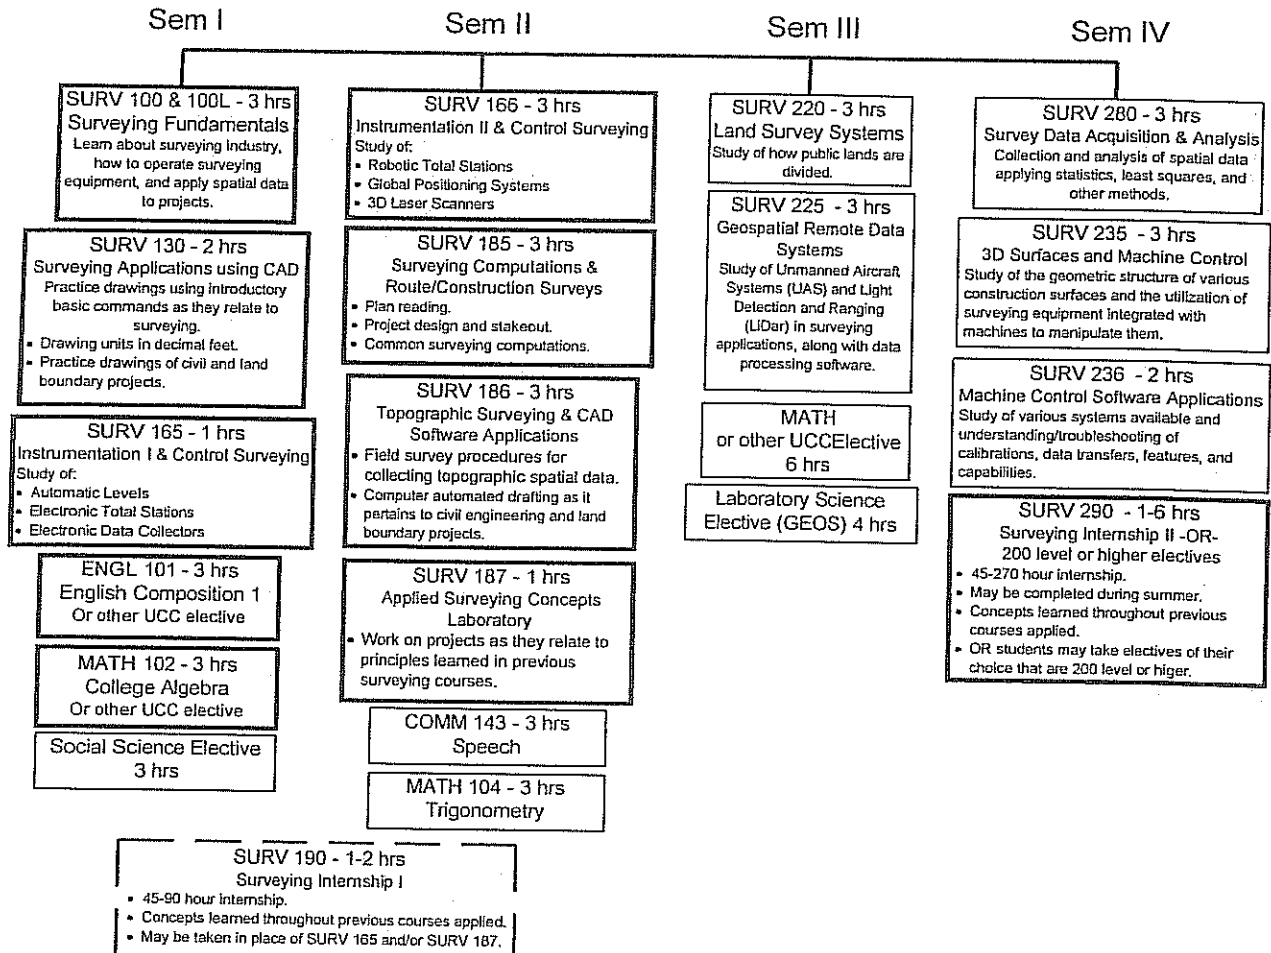 Sem I
Sem II
Sem III
Sem IV
SURV 100 & 100L - 3 hrs
Surveying Fundamentals
Learn about surveying industry,
how to operate surveying
equipment, and apply spatial data
to projects.
SURV 130 - 2 hrs
Surveying Applications using CAD
Practice drawings using introductory
basic commands as they relate to
surveying.
• Drawing units in decimal feet.
• Practice drawings of civil and land
boundary projects.
SURV 165 - 1 hrs
Instrumentation I & Control Surveying
Study of:
• Automatic Levels
• Electronic Total Stations
• Electronic Data Collectors
ENGL 101 - 3 hrs
English Composition 1
Or other UCC elective
MATH 102 - 3 hrs
College Algebra
Or other UCC elective
Social Science Elective
3 hrs
SURV 166 - 3 hrs
Instrumentation II & Control Surveying
Study of:
• Robotic Total Stations
• Global Positioning Systems
• 3D Laser Scanners
SURV 185 - 3 hrs
Surveying Computations &
Route/Construction Surveys
• Plan reading.
• Project design and stakeout.
• Common surveying computations.
SURV 186 - 3 hrs
Topographic Surveying & CAD
Software Applications
• Field survey procedures for
collecting topographic spatial data.
• Computer automated drafting as it
pertains to civil engineering and land
boundary projects.
SURV 187 - 1 hrs
Applied Surveying Concepts
Laboratory
• Work on projects as they relate to
principles learned in previous
surveying courses.
COMM 143 - 3 hrs
Speech
MATH 104 - 3 hrs
Trigonometry
SURV 190 - 1-2 hrs
Surveying Internship I
• 45-90 hour internship.
• Concepts learned throughout previous courses applied.
• May be taken in place of SURV 165 and/or SURV 187.
SURV 220 - 3 hrs
Land Survey Systems
Study of how public lands are
divided.
SURV 225 - 3 hrs
Geospatial Remote Data
Systems
Study of Unmanned Aircraft
Systems (UAS) and Light
Detection and Ranging
(LiDar) in surveying
applications, along with data
processing software.
MATH
or other UCCElective
6 hrs
Laboratory Science
Elective (GEOS) 4 hrs
SURV 280 - 3 hrs
Survey Data Acquisition & Analysis
Collection and analysis of spatial data
applying statistics, least squares, and
other methods.
SURV 235 - 3 hrs
3D Surfaces and Machine Control
Study of the geometric structure of various
construction surfaces and the utilization of
surveying equipment integrated with
machines to manipulate them.
SURV 236 - 2 hrs
Machine Control Software Applications
Study of various systems available and
understanding/troubleshooting of
calibrations, data transfers, features, and
capabilities.
SURV 290 - 1-6 hrs
Surveying Internship II -OR-
200 level or higher electives
• 45-270 hour internship.
• May be completed during summer.
• Concepts learned throughout previous
courses applied.
• OR students may take electives of their
choice that are 200 level or higer.